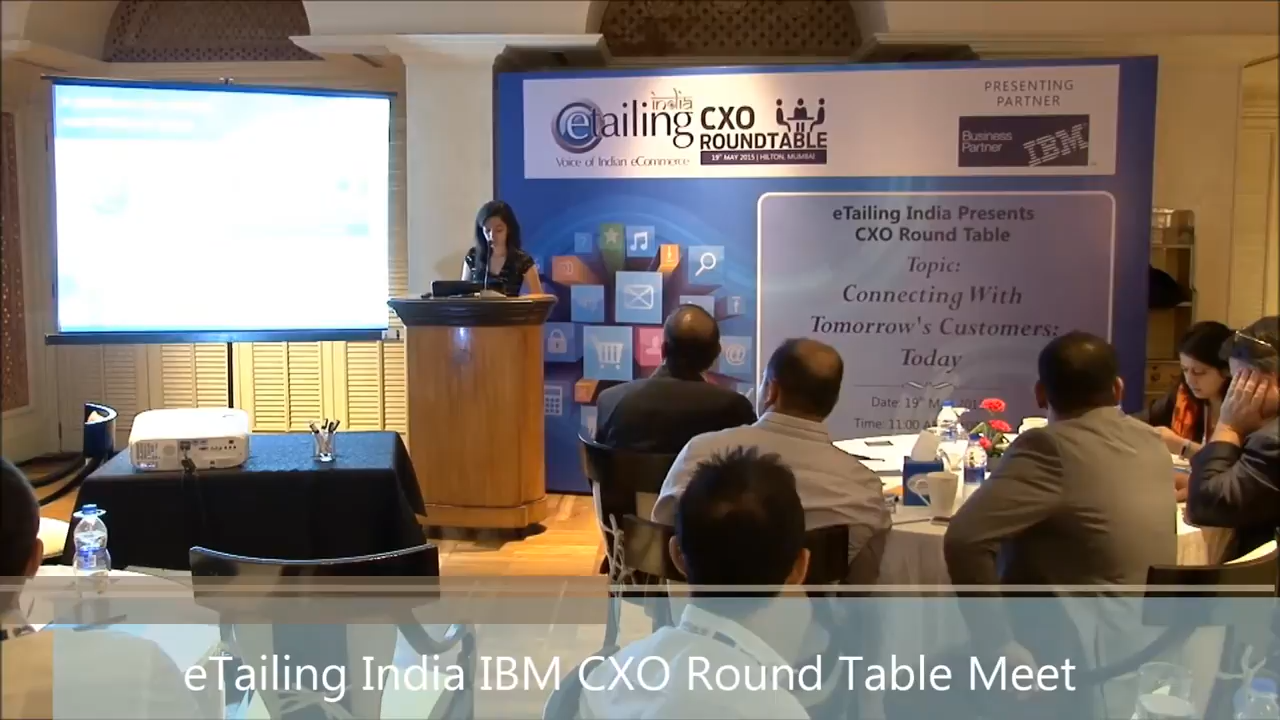 india
etailing
Voice of Indian eCommerce
CXO
ROUNDTABLE
19th MAY 2015 | HILTON, MUMBAI
PRESENTING
PARTNER
Business
Partner
IBM
eTailing India Presents
CXO Round Table
Topic:
Connecting With
Tomorrow's Customers:
Today
Date: 19th
Time: 11:00
eTailing India IBM CXO Round Table Meet